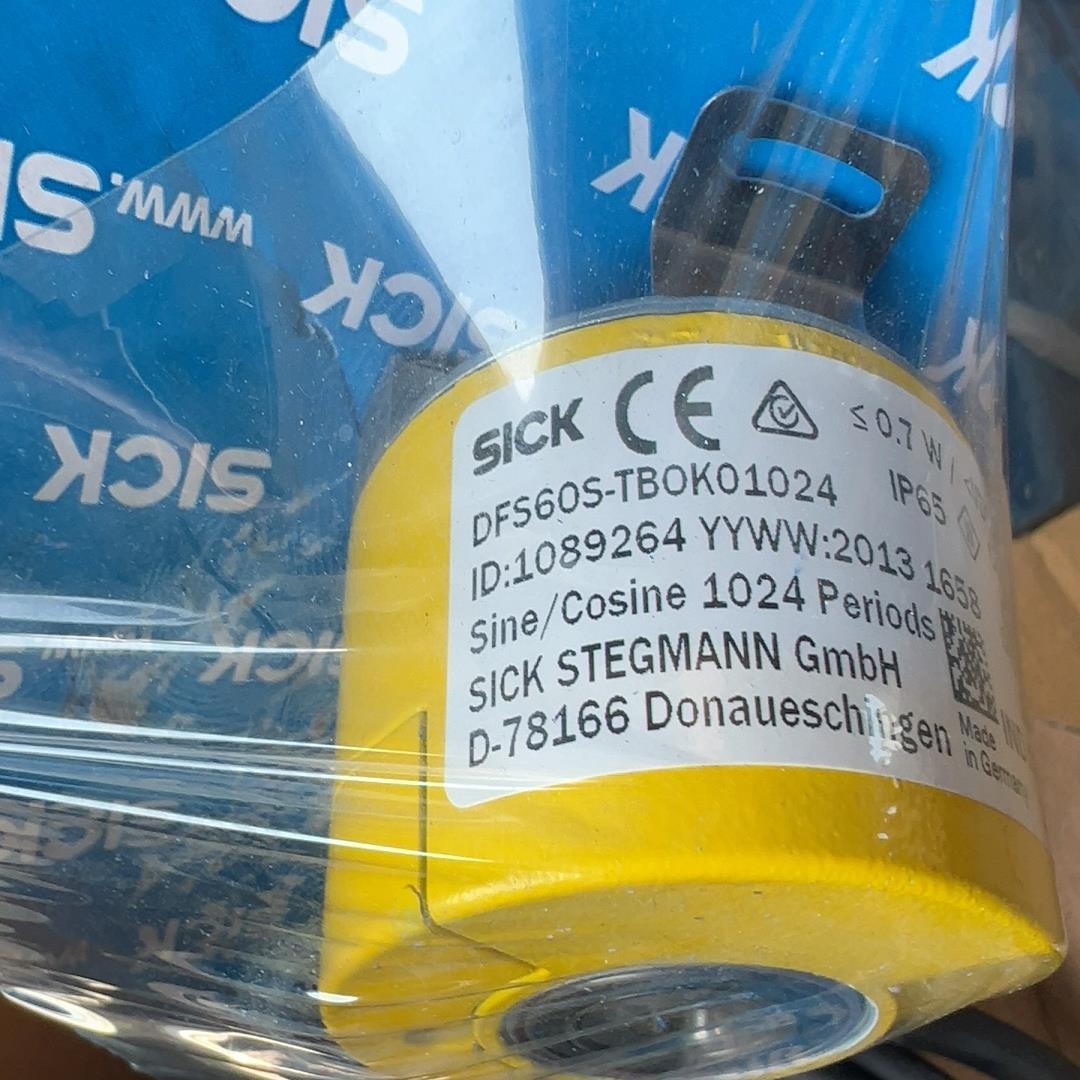 SICK
SICK
www.
SICK
SICK
SICK
SICK CE ≤ 0.7 W /
DFS60S-TBOK01024 IP65
ID:1089264 YYWW:2013 1658
Sine/Cosine 1024 Periods
SICK STEGMANN GmbH
D-78166 Donaueschingen
Made
in Germany